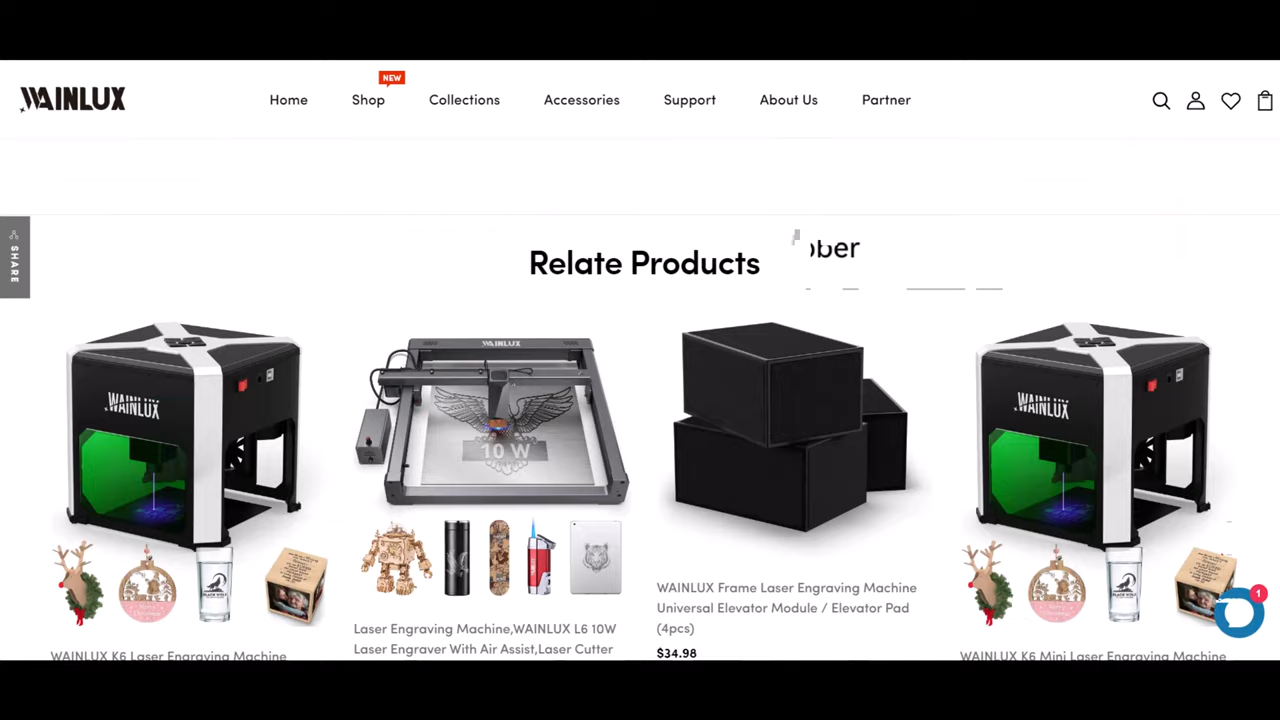 WAINLUX
Home
Shop
NEW
Collections
Accessories
Support
About Us
Partner
SHARE
Relate Products
ber
WAINLUX
WAINLUX
10 W
WAINLUX
WAINLUX K6 Laser Engraving Machine
Laser Engraving Machine,WAINLUX L6 10W
Laser Engraver With Air Assist,Laser Cutter
WAINLUX Frame Laser Engraving Machine
Universal Elevator Module / Elevator Pad
(4pcs)
$34.98
WAINLUX K6 Mini Laser Engraving Machine
1